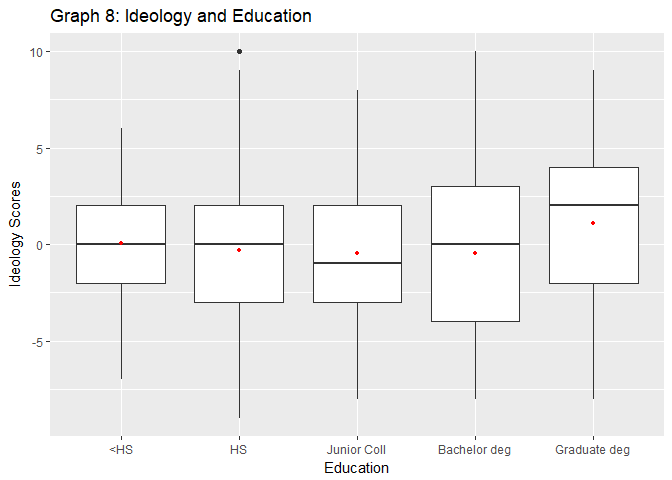 Graph 8: Ideology and Education
10
5
0
-5
Ideology Scores
<HS HS Junior Coll Bachelor deg Graduate deg
Education